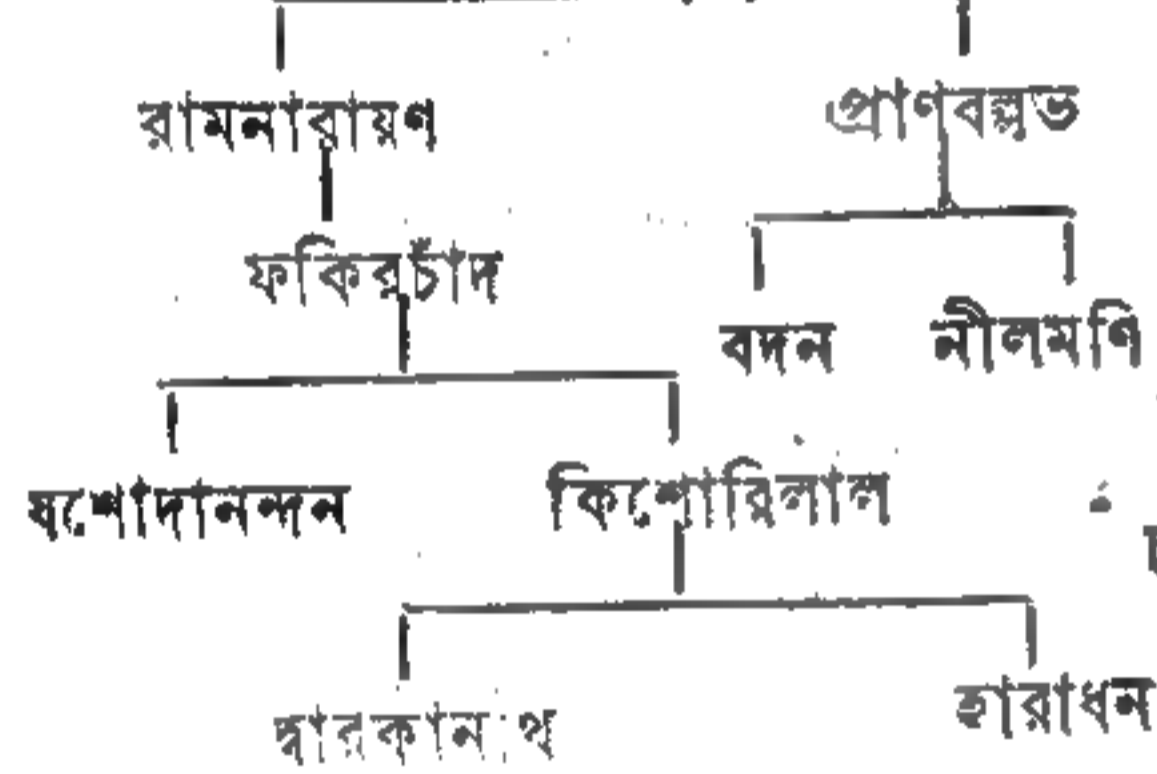 রামনারায়ণ প্রাণবল্লভ
ফকিরচাঁদ
বদন নীলমণি
যশোদানন্দন কিশোরিলাল
দ্বারকানাথ হারাধন